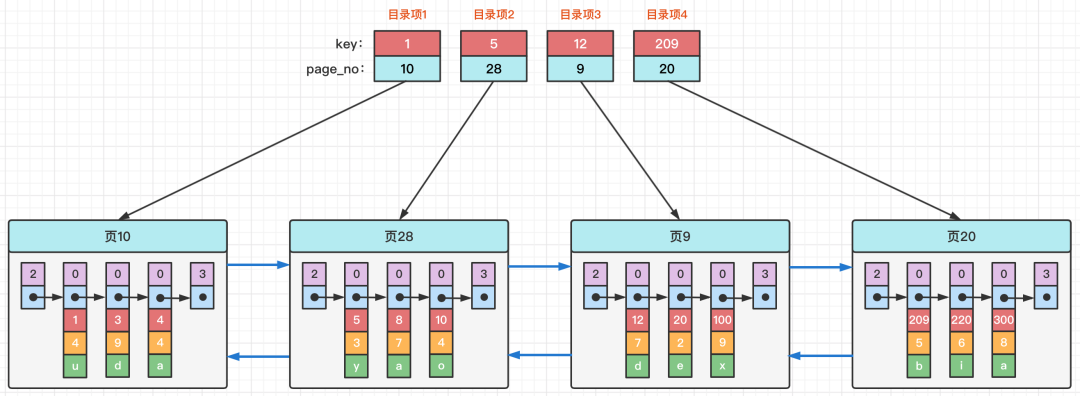 目录项1 目录项2 目录项3 目录项4
key： 1 5 12 209
page_no： 10 28 9 20
页10 页28 页9 页20
2 0 0 0 3 2 0 0 0 3 2 0 0 0 3 2 0 0 0 3
1 3 4 5 8 10 12 20 100 209 220 300
4 9 4 3 7 4 7 2 9 5 6 8
u d a y a o d e x b i a